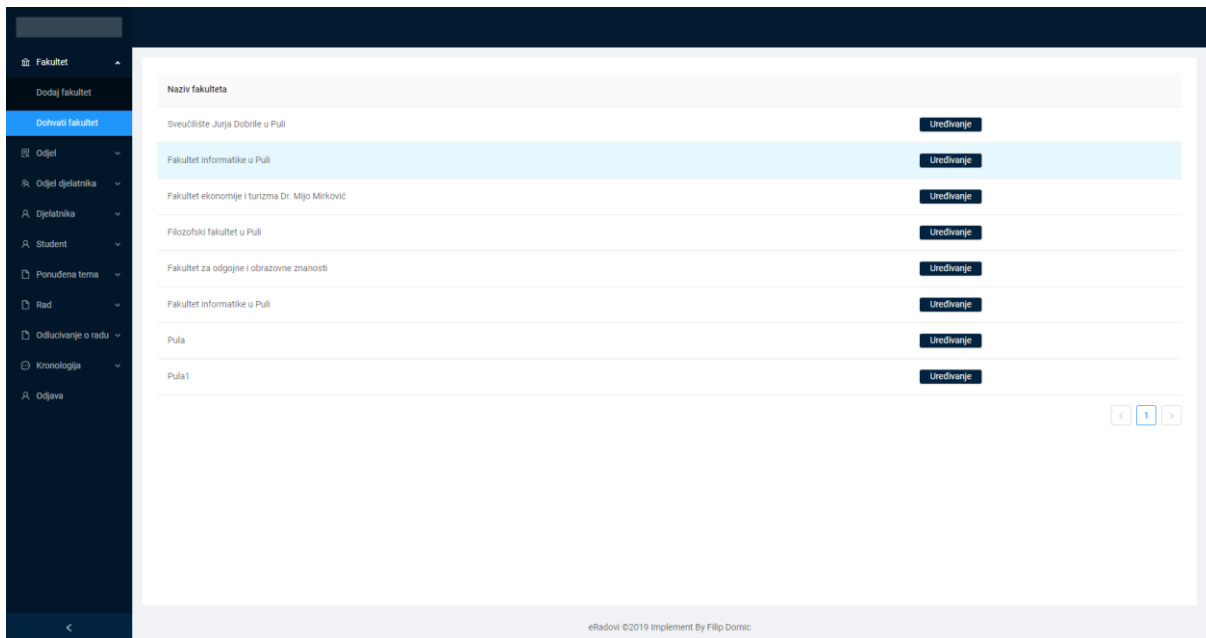 Fakultet
Dodaj fakultet
Dohvati fakultet
Odjel
Odjel djelatnika
Djelatnika
Student
Ponuđena tema
Rad
Odlucivanje o radu
Kronologija
Odjava
Naziv fakulteta
Sveučilište Jurja Dobrile u Puli Uređivanje
Fakultet informatike u Puli Uređivanje
Fakultet ekonomije i turizma Dr. Mijo Mirković Uređivanje
Filozofski fakultet u Puli Uređivanje
Fakultet za odgojne i obrazovne znanosti Uređivanje
Fakultet informatike u Puli Uređivanje
Pula Uređivanje
Pula1 Uređivanje
< 1 >
eRadovi ©2019 Implement By Filip Domic